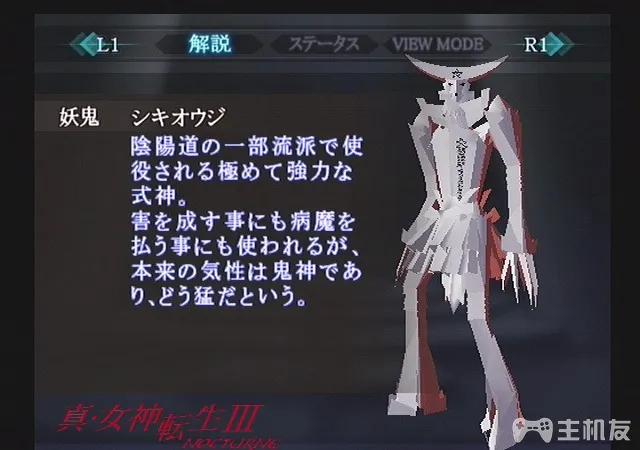 L1 解説 ステータス VIEW MODE R1
妖鬼 シキオウジ
陰陽道の一部流派で使
役される極めて強力な
式神。
害を成す事にも病魔を
払う事にも使われるが、
本来の気性は鬼神であ
り、どう猛だという。
真・女神転生III
NOCTURNE
主机友